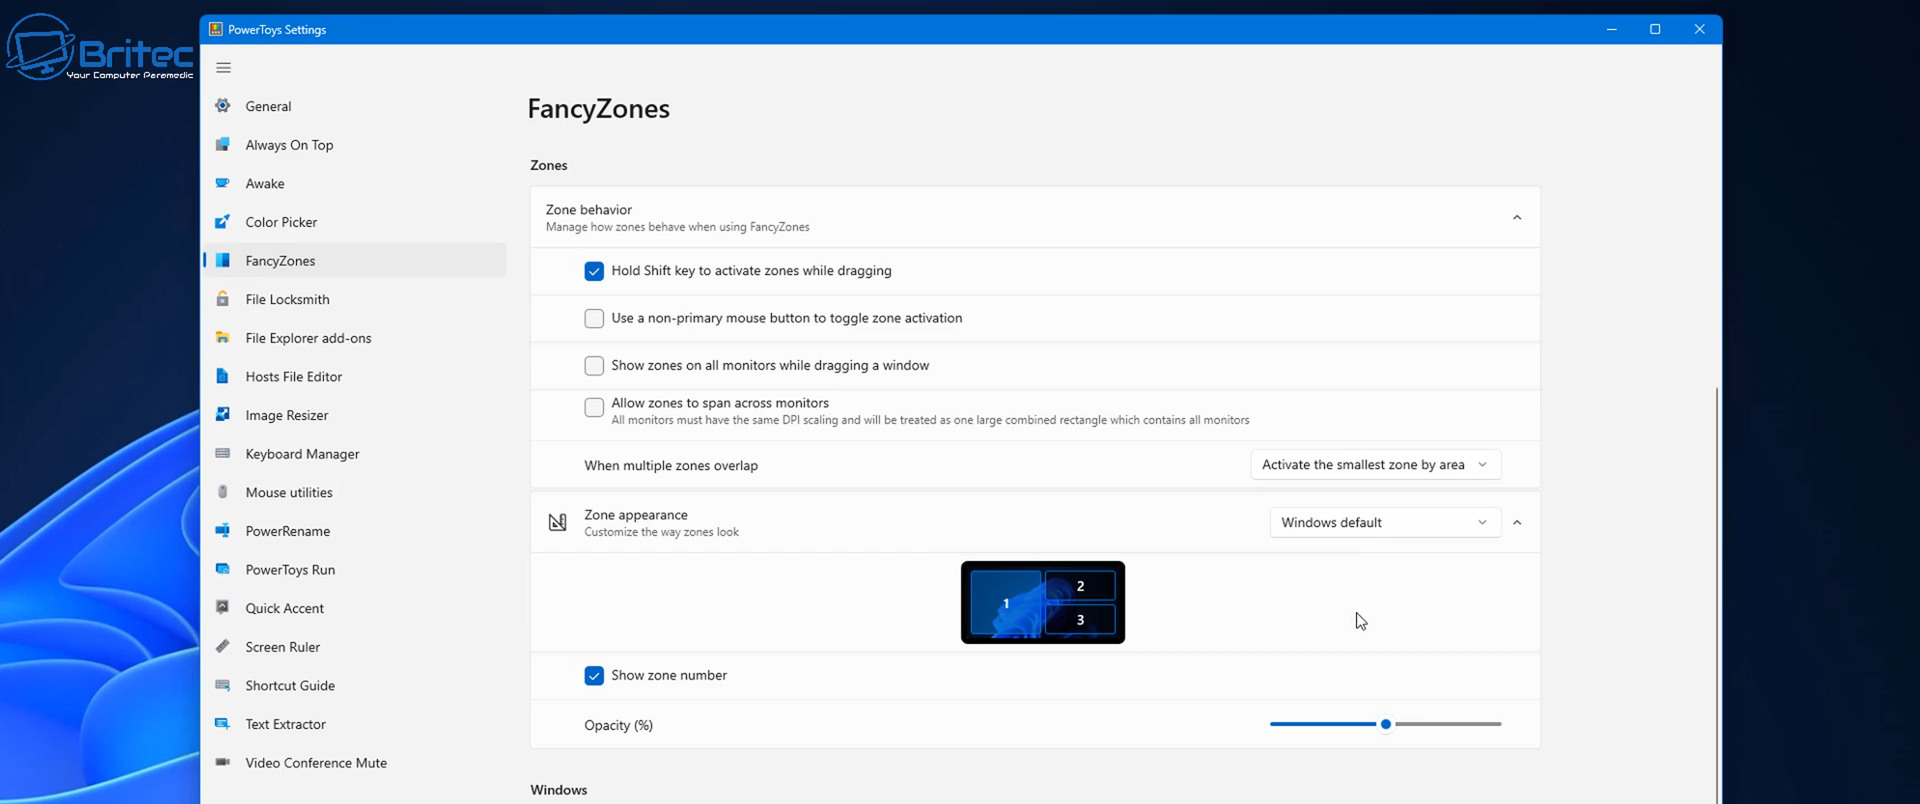 Britec
Your Computer Paramedic
PowerToys Settings
General
Always On Top
Awake
Color Picker
FancyZones
File Locksmith
File Explorer add-ons
Hosts File Editor
Image Resizer
Keyboard Manager
Mouse utilities
PowerRename
PowerToys Run
Quick Accent
Screen Ruler
Shortcut Guide
Text Extractor
Video Conference Mute
FancyZones
Zones
Zone behavior
Manage how zones behave when using FancyZones
Hold Shift key to activate zones while dragging
Use a non-primary mouse button to toggle zone activation
Show zones on all monitors while dragging a window
Allow zones to span across monitors
All monitors must have the same DPI scaling and will be treated as one large combined rectangle which contains all monitors
When multiple zones overlap
Activate the smallest zone by area
Zone appearance
Customize the way zones look
Windows default
1
2
3
Show zone number
Opacity (%)
Windows